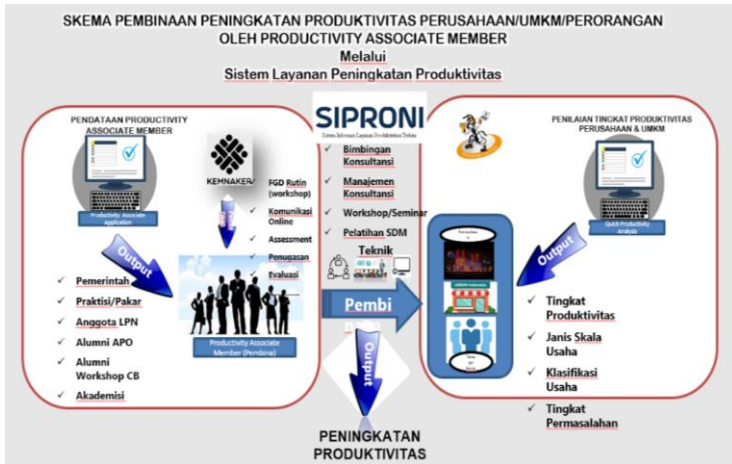 SKEMA PEMBINAAN PENINGKATAN PRODUKTIVITAS PERUSAHAAN/UMKM/PERORANGAN
OLEH PRODUCTIVITY ASSOCIATE MEMBER
Melalui
Sistem Layanan Peningkatan Produktivitas
PENDATAAN PRODUCTIVITY
ASSOCIATE MEMBER
Productivity Associate
Application
Output
✓ Pemerintah
✓ Praktisi/Pakar
✓ Anggota LPN
✓ Alumni APO
✓ Alumni
Workshop CB
✓ Akademisi
KEMNAKER
FGD Rutin
(workshop)
✓ Komunikasi
Online
✓ Assessment
✓ Penugasan
✓ Evaluasi
Productivity Associate
Member (Pembina)
SIPRONI
✓ Bimbingan
Konsultansi
✓ Manajemen
Konsultansi
✓ Workshop/Seminar
✓ Pelatihan SDM
Teknik
Pembi
Output
PENINGKATAN
PRODUKTIVITAS
PENILAIAN TINGKAT PRODUKTIVITAS
PERUSAHAAN & UMKM
Quick Productivity
Analysis
Output
✓ Tingkat
Produktivitas
✓ Janis Skala
Usaha
✓ Klasifikasi
Usaha
✓ Tingkat
Permasalahan